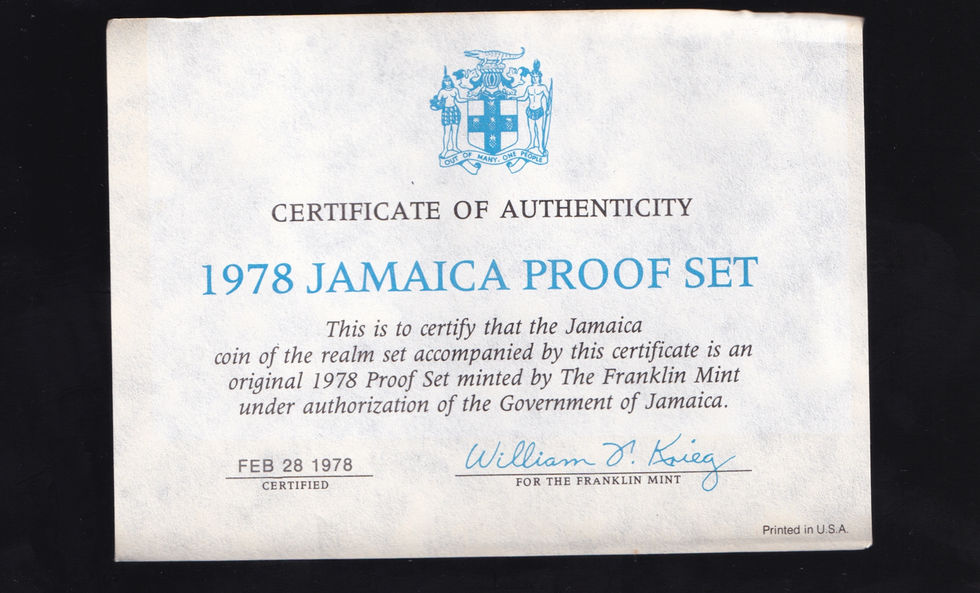 OUT OF MANY, ONE PEOPLE
CERTIFICATE OF AUTHENTICITY
1978 JAMAICA PROOF SET
This is to certify that the Jamaica
coin of the realm set accompanied by this certificate is an
original 1978 Proof Set minted by The Franklin Mint
under authorization of the Government of Jamaica.
FEB 28 1978
CERTIFIED
William T. Krieg
FOR THE FRANKLIN MINT
Printed in U.S.A.